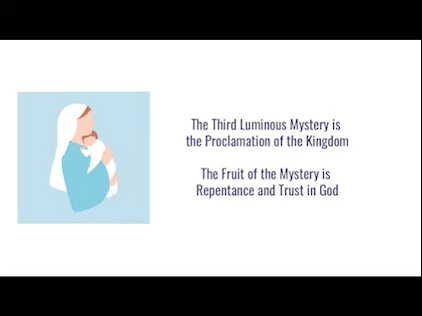 The Third Luminous Mystery is
the Proclamation of the Kingdom
The Fruit of the Mystery is
Repentance and Trust in God